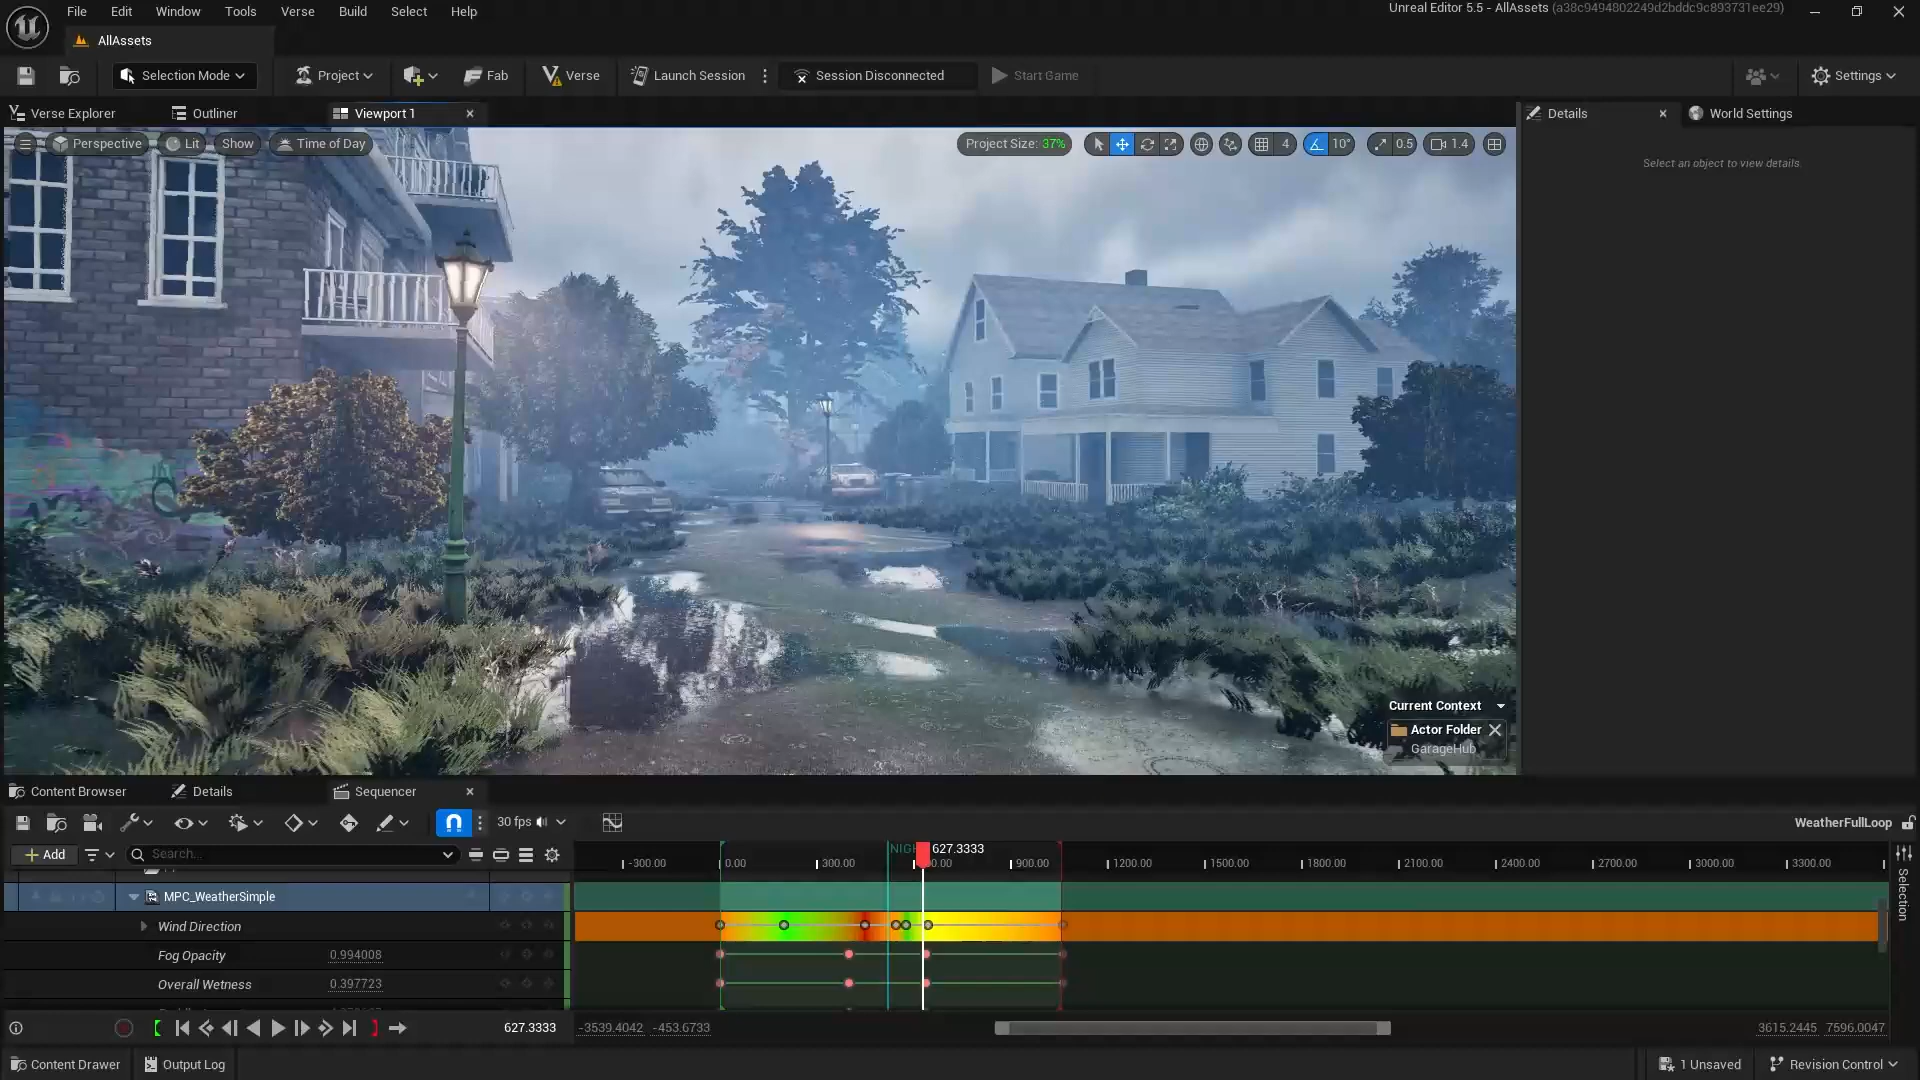 File Edit Window Tools Verse Build Select Help
Unreal Editor 5.5 - AllAssets (a38c9494802249d2bddc9c893731ee29)
AllAssets
Selection Mode Project Fab Verse Launch Session Session Disconnected Start Game Settings
Verse Explorer Outliner Viewport 1 Details World Settings
Perspective Lit Show Time of Day Project Size: 37% 4 10° 0.5 1.4
Select an object to view details.
Current Context
Actor Folder
GarageHub
Content Browser Details Sequencer
30 fps WeatherFullLoop
Add Search... 627.3333
-300.00 0.00 300.00 900.00 1200.00 1500.00 1800.00 2100.00 2400.00 2700.00 3000.00 3300.00
MPC_WeatherSimple
Selection
Wind Direction
Fog Opacity 0.994008
Overall Wetness 0.397723
627.3333 -3539.4042 -453.6733 3615.2445 7596.0047
Content Drawer Output Log 1 Unsaved Revision Control